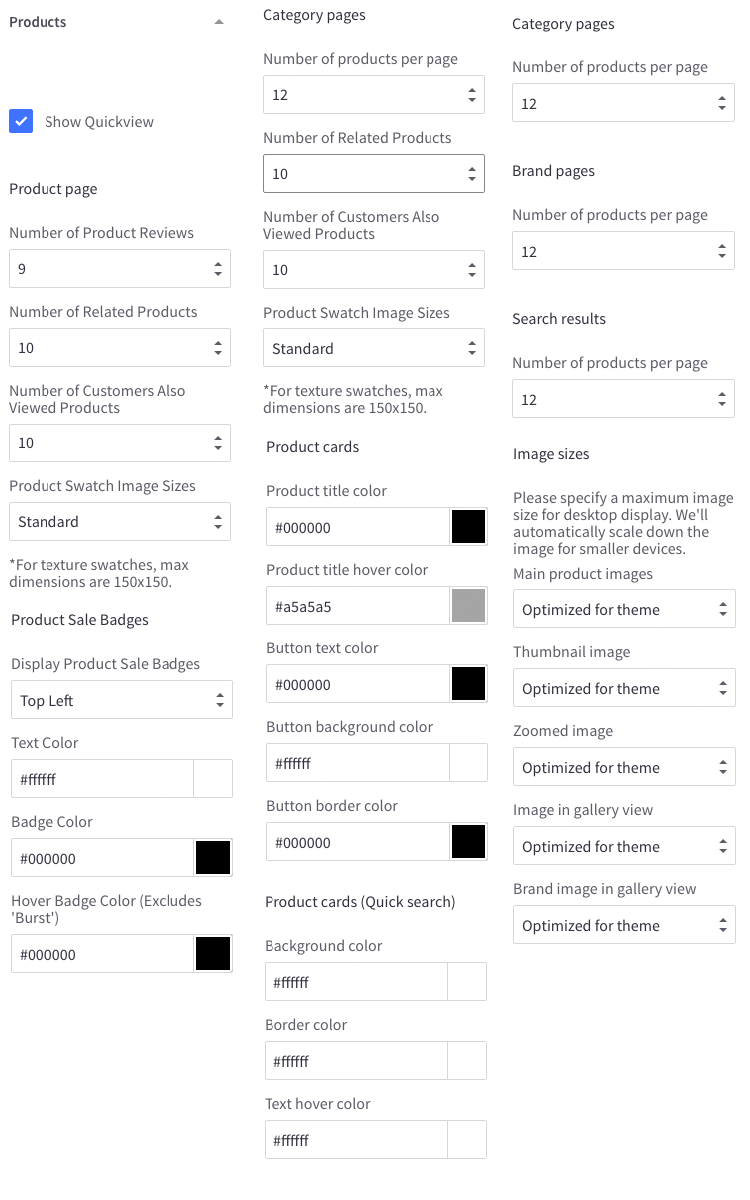 Products
Show Quickview
Product page
Number of Product Reviews
9
Number of Related Products
10
Number of Customers Also
Viewed Products
10
Product Swatch Image Sizes
Standard
*For texture swatches, max
dimensions are 150x150.
Product Sale Badges
Display Product Sale Badges
Top Left
Text Color
#ffffff
Badge Color
#000000
Hover Badge Color (Excludes
'Burst')
#000000
Category pages
Number of products per page
12
Number of Related Products
10
Number of Customers Also
Viewed Products
10
Product Swatch Image Sizes
Standard
*For texture swatches, max
dimensions are 150x150.
Product cards
Product title color
#000000
Product title hover color
#a5a5a5
Button text color
#000000
Button background color
#ffffff
Button border color
#000000
Product cards (Quick search)
Background color
#ffffff
Border color
#ffffff
Text hover color
#ffffff
Category pages
Number of products per page
12
Brand pages
Number of products per page
12
Search results
Number of products per page
12
Image sizes
Please specify a maximum image
size for desktop display. We'll
automatically scale down the
image for smaller devices.
Main product images
Optimized for theme
Thumbnail image
Optimized for theme
Zoomed image
Optimized for theme
Image in gallery view
Optimized for theme
Brand image in gallery view
Optimized for theme